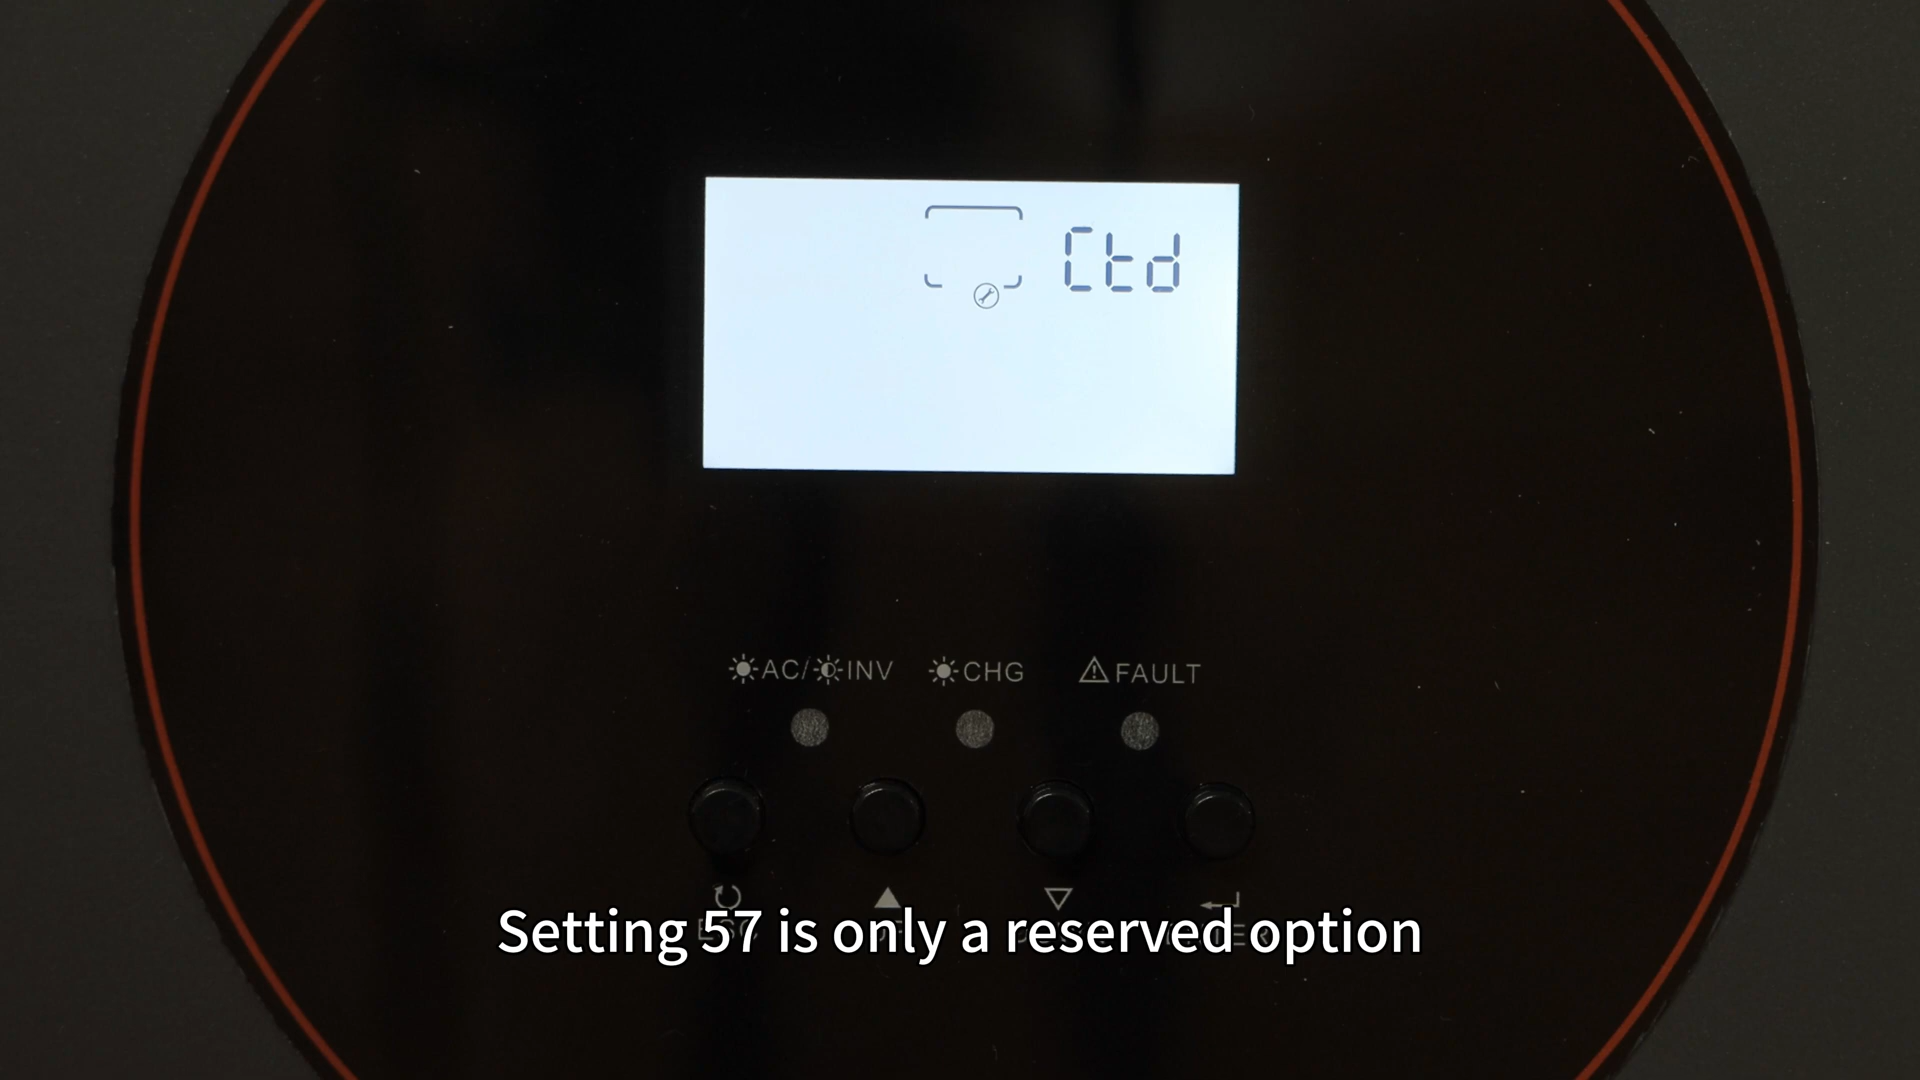 Ctd
AC/ INV CHG FAULT
Setting 57 is only a reserved option